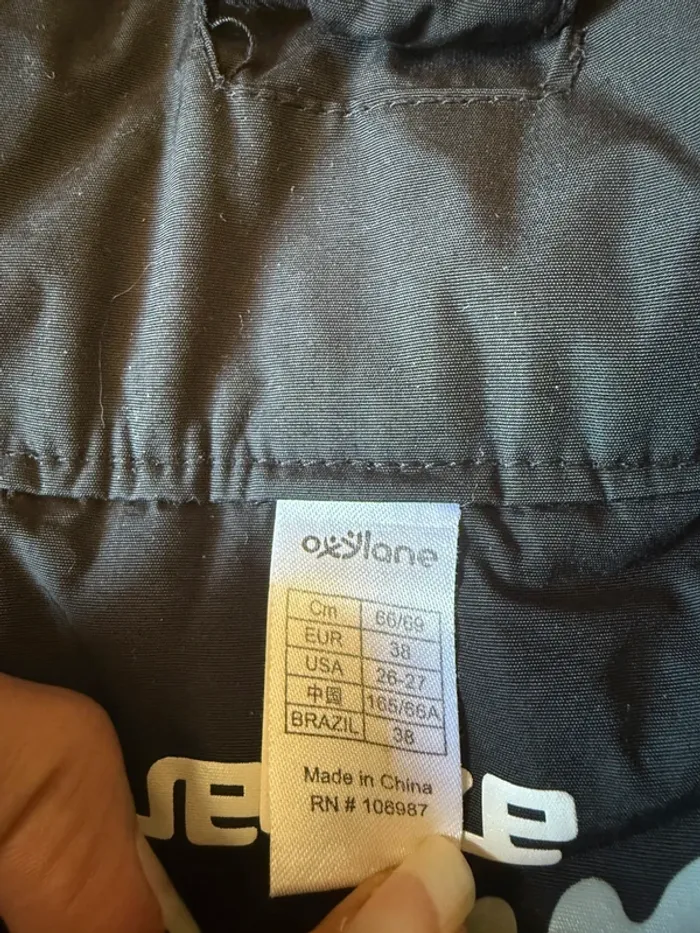 oxylane
Cm 66/69
EUR 38
USA 26-27
中国 165/66A
BRAZIL 38
Made in China
RN # 106987